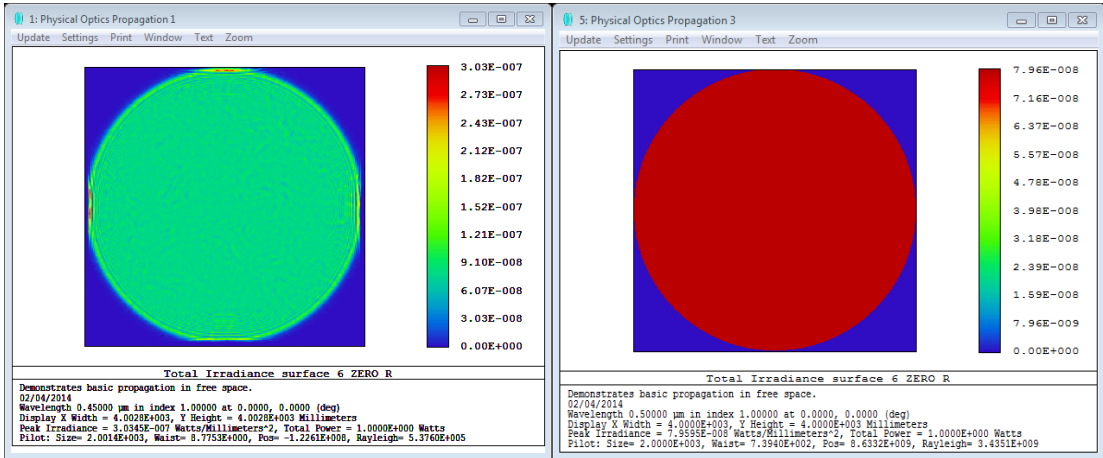 1: Physical Optics Propagation 1
Update Settings Print Window Text Zoom
3.03E-007
2.73E-007
2.43E-007
2.12E-007
1.82E-007
1.52E-007
1.21E-007
9.10E-008
6.07E-008
3.03E-008
0.00E+000
Total Irradiance surface 6 ZERO R
Demonstrates basic propagation in free space.
02/04/2014
Wavelength 0.45000 µm in index 1.00000 at 0.0000, 0.0000 (deg)
Display X Width = 4.0028E+003, Y Height = 4.0028E+003 Millimeters
Peak Irradiance = 3.0345E-007 Watts/Millimeters^2, Total Power = 1.0000E+000 Watts
Pilot: Size= 2.0014E+003, Waist= 8.7753E+000, Pos= -1.2261E+008, Rayleigh= 5.3760E+005
5: Physical Optics Propagation 3
Update Settings Print Window Text Zoom
7.96E-008
7.16E-008
6.37E-008
5.57E-008
4.78E-008
3.98E-008
3.18E-008
2.39E-008
1.59E-008
7.96E-009
0.00E+000
Total Irradiance surface 6 ZERO R
Demonstrates basic propagation in free space.
02/04/2014
Wavelength 0.50000 µm in index 1.00000 at 0.0000, 0.0000 (deg)
Display X Width = 4.0000E+003, Y Height = 4.0000E+003 Millimeters
Peak Irradiance = 7.9595E-008 Watts/Millimeters^2, Total Power = 1.0000E+000 Watts
Pilot: Size= 2.0000E+003, Waist= 7.3940E+002, Pos= 8.6332E+009, Rayleigh= 3.4351E+009